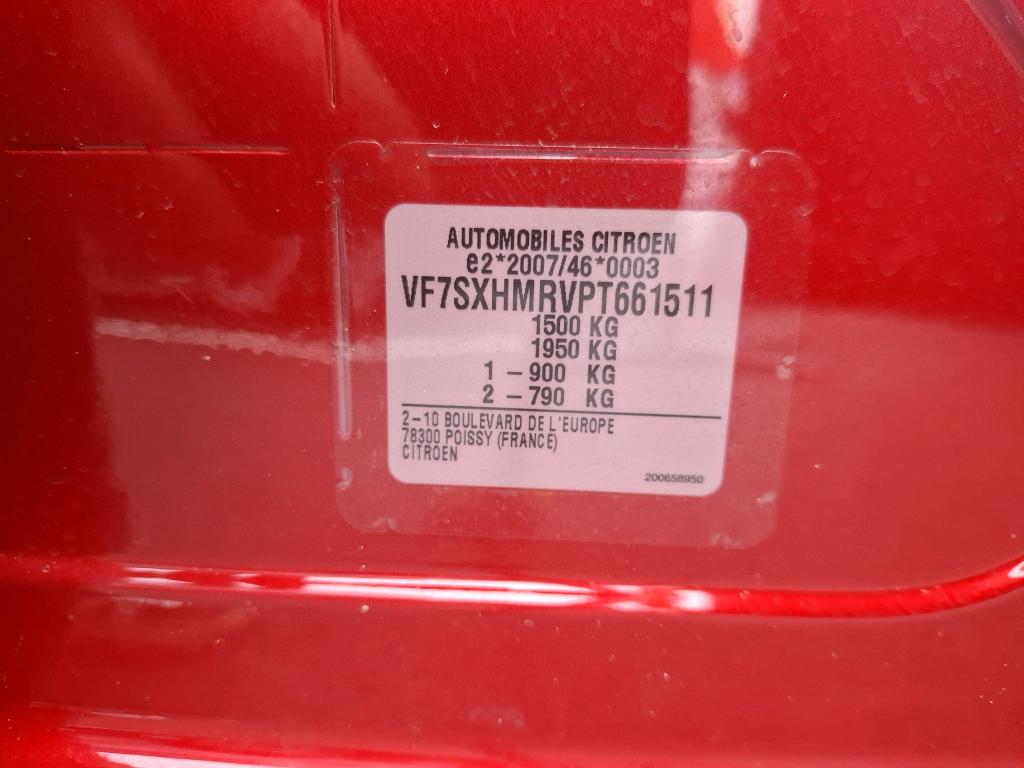 AUTOMOBILES CITROEN
e2*2007/46*0003
VF7SXHMRVPT661511
1500 KG
1950 KG
1 – 900 KG
2 – 790 KG
2–10 BOULEVARD DE L'EUROPE
78300 POISSY (FRANCE)
CITROEN
200658950